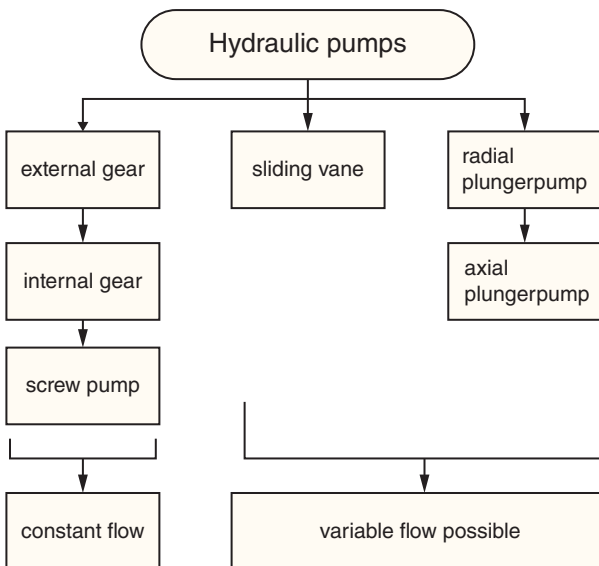 Hydraulic pumps
external gear
sliding vane
radial
plungerpump
internal gear
axial
plungerpump
screw pump
constant flow
variable flow possible